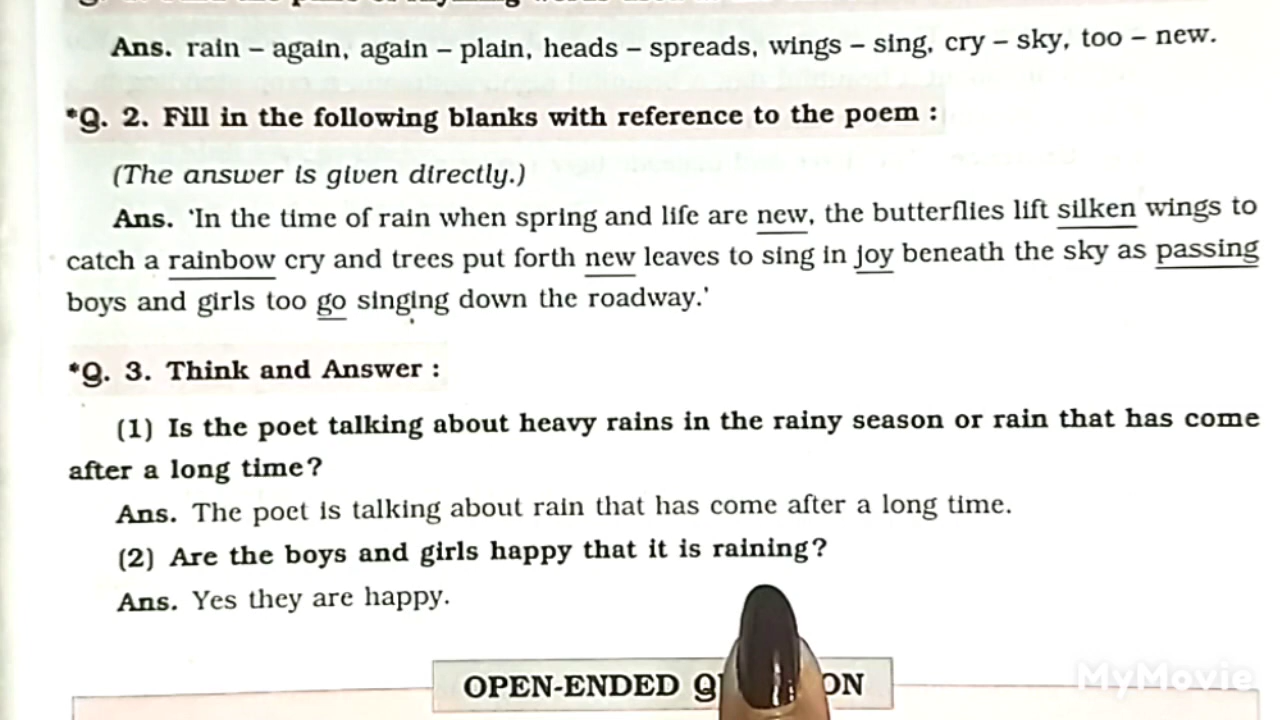 Ans. rain – again, again – plain, heads – spreads, wings – sing, cry – sky, too – new.
*Q. 2. Fill in the following blanks with reference to the poem :
(The answer is given directly.)
Ans. 'In the time of rain when spring and life are new, the butterflies lift silken wings to
catch a rainbow cry and trees put forth new leaves to sing in joy beneath the sky as passing
boys and girls too go singing down the roadway.'
*Q. 3. Think and Answer :
(1) Is the poet talking about heavy rains in the rainy season or rain that has come
after a long time?
Ans. The poet is talking about rain that has come after a long time.
(2) Are the boys and girls happy that it is raining?
Ans. Yes they are happy.
OPEN-ENDED
MyMovie